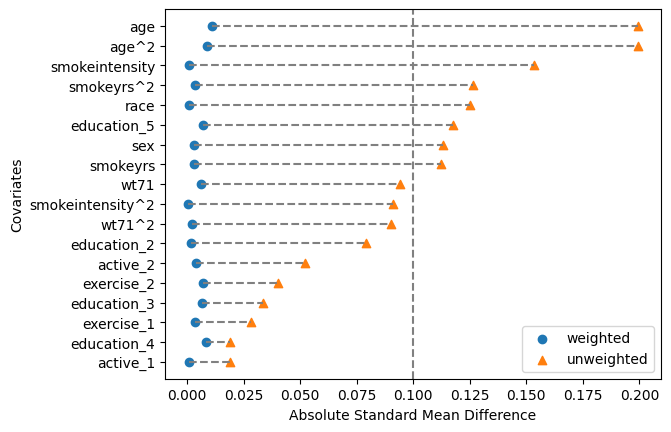 age
age^2
smokeintensity
smokeyrs^2
race
education_5
sex
smokeyrs
wt71
smokeintensity^2
wt71^2
education_2
active_2
exercise_2
education_3
exercise_1
education_4
active_1
Covariates
weighted
unweighted
0.000 0.025 0.050 0.075 0.100 0.125 0.150 0.175 0.200
Absolute Standard Mean Difference